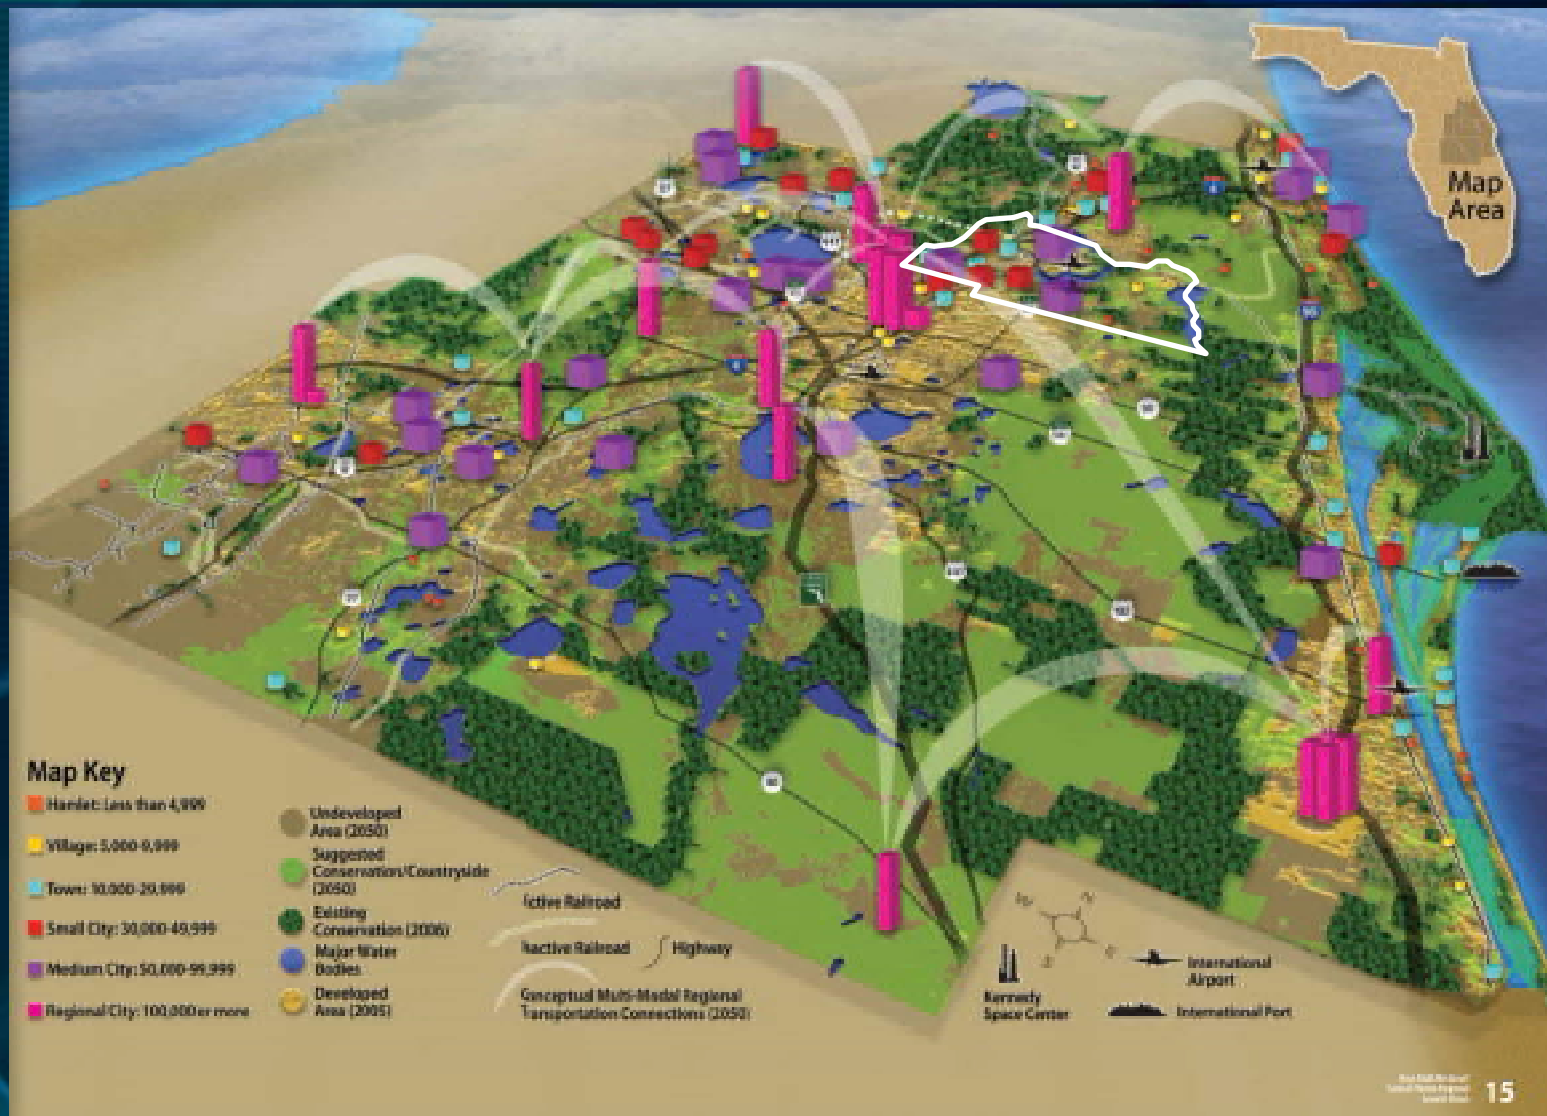 Map
Area
Map Key
Hamlet: Less than 4,999
Village: 5,000-9,999
Town: 10,000-29,999
Small City: 30,000-49,999
Medium City: 50,000-99,999
Regional City: 100,000 or more
Undeveloped
Area (2050)
Suggested
Conservation/Countryside
(2050)
Existing
Conservation (2006)
Major Water
Bodies
Developed
Area (2005)
Active Railroad
Inactive Railroad
Highway
Conceptual Multi-Modal Regional
Transportation Connections (2050)
Kennedy
Space Center
International
Airport
International Port
15